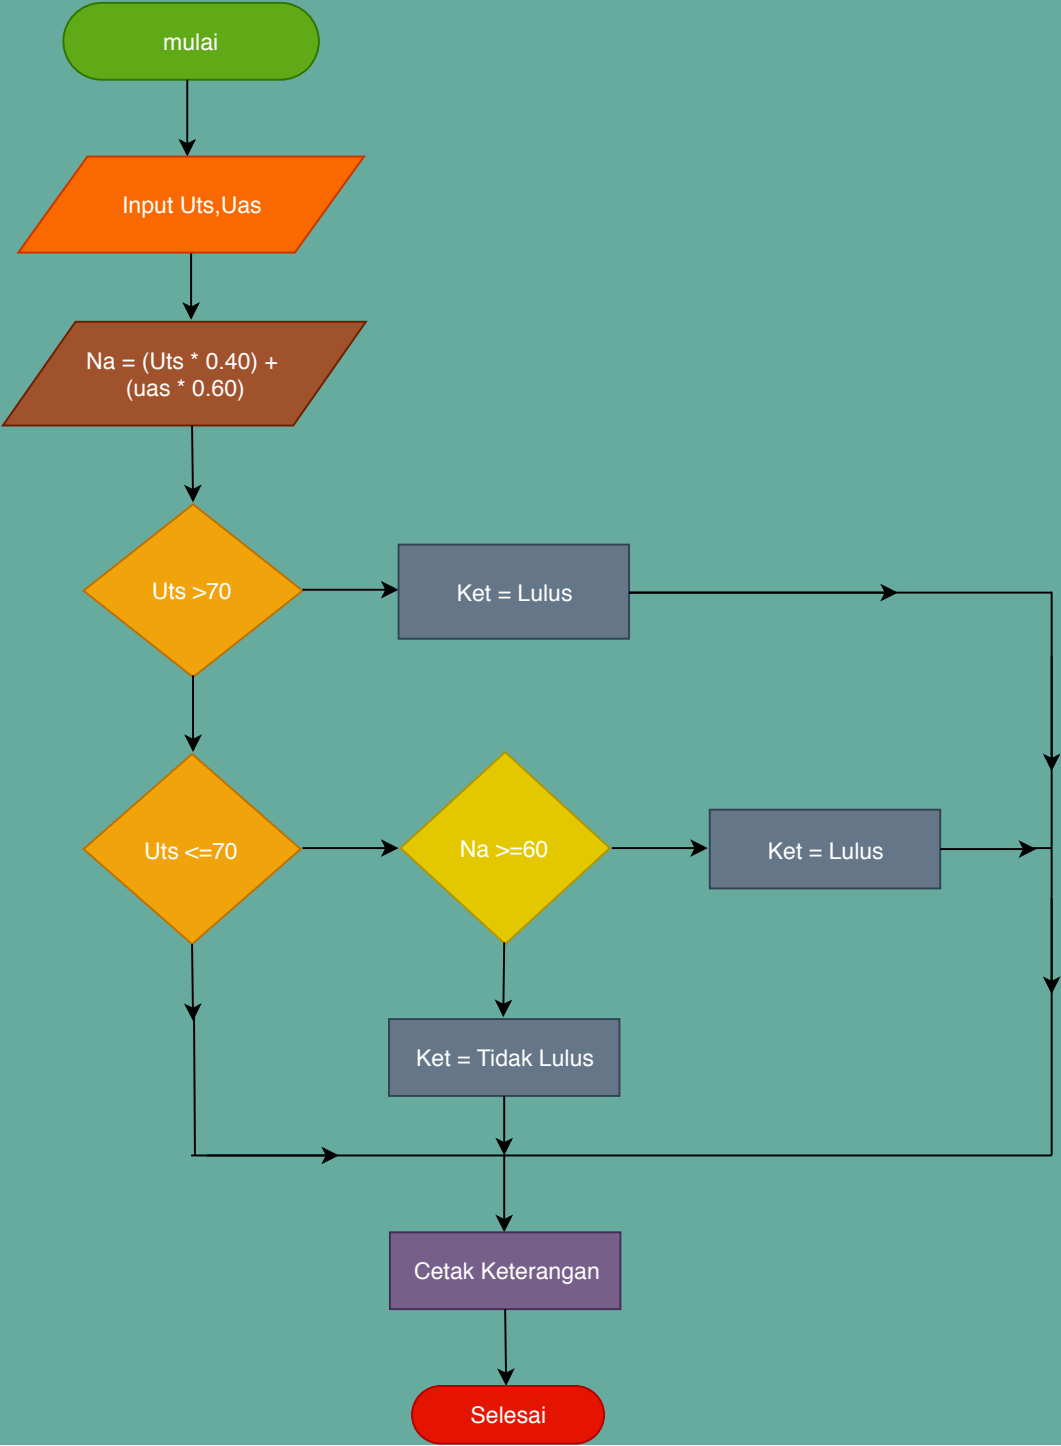 mulai
Input Uts,Uas
Na = (Uts * 0.40) +
(uas * 0.60)
Uts >70
Ket = Lulus
Uts <=70
Na >=60
Ket = Lulus
Ket = Tidak Lulus
Cetak Keterangan
Selesai